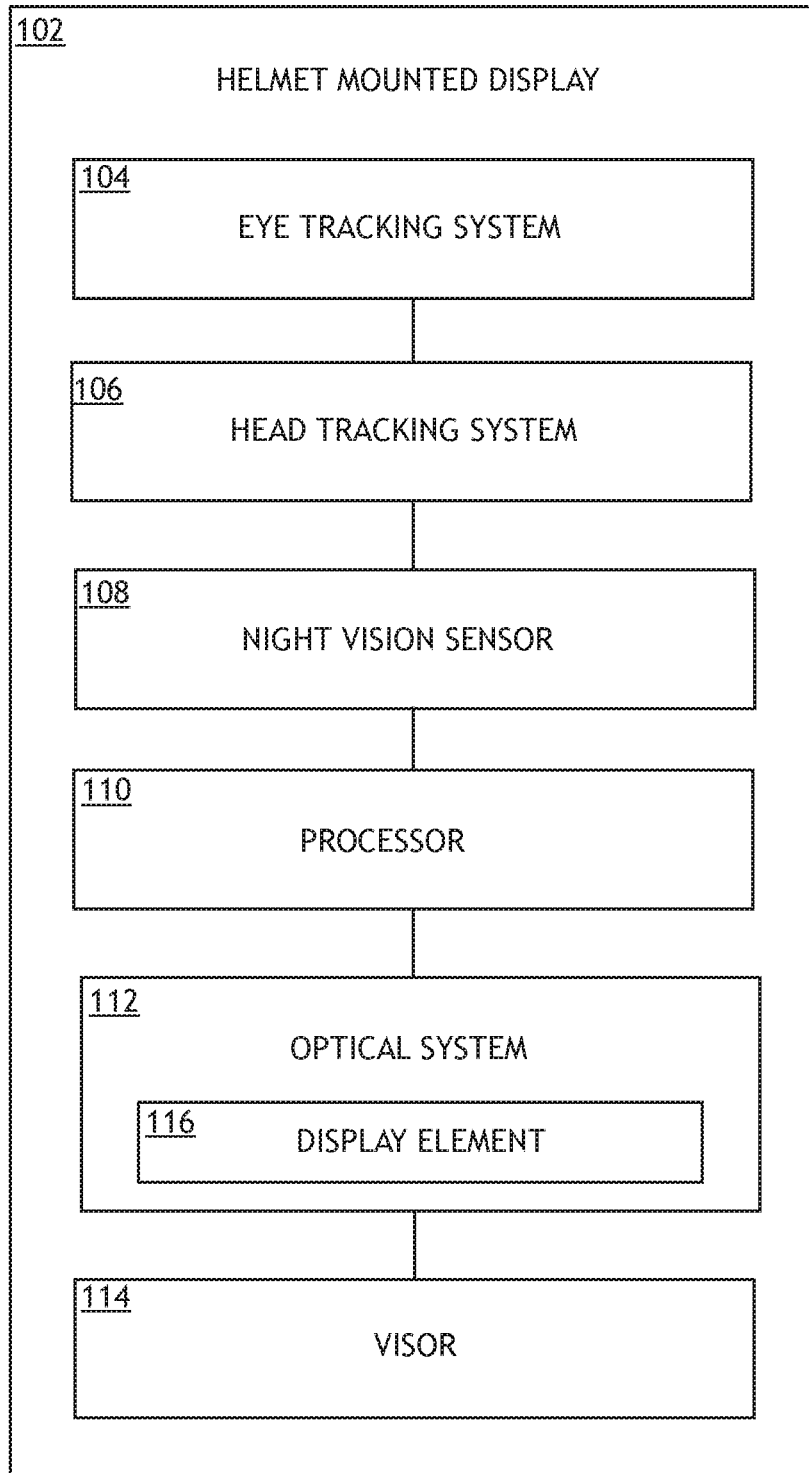 102
HELMET MOUNTED DISPLAY
104
EYE TRACKING SYSTEM
106
HEAD TRACKING SYSTEM
108
NIGHT VISION SENSOR
110
PROCESSOR
112
OPTICAL SYSTEM
116
DISPLAY ELEMENT
114
VISOR